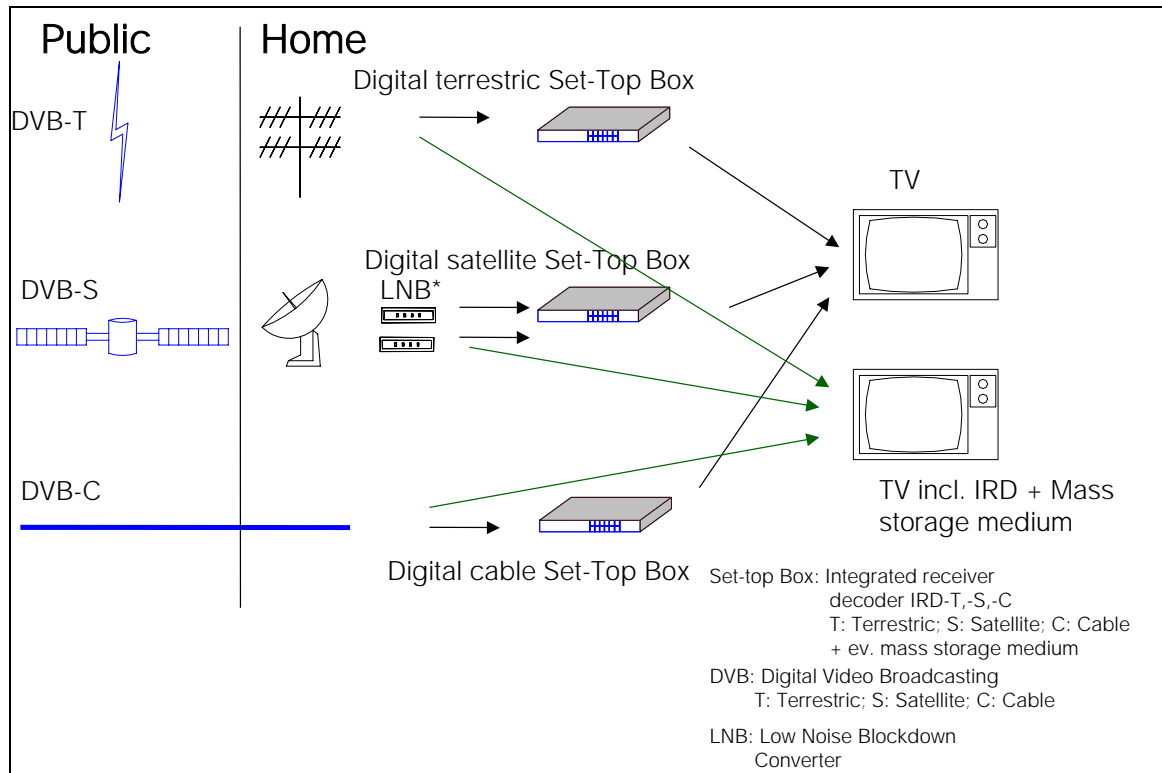 Public
Home
Digital terrestric Set-Top Box
DVB-T
TV
Digital satellite Set-Top Box
DVB-S
LNB*
DVB-C
TV incl. IRD + Mass
storage medium
Digital cable Set-Top Box
Set-top Box: Integrated receiver
decoder IRD-T,-S,-C
T: Terrestric; S: Satellite; C: Cable
+ ev. mass storage medium
DVB: Digital Video Broadcasting
T: Terrestric; S: Satellite; C: Cable
LNB: Low Noise Blockdown
Converter